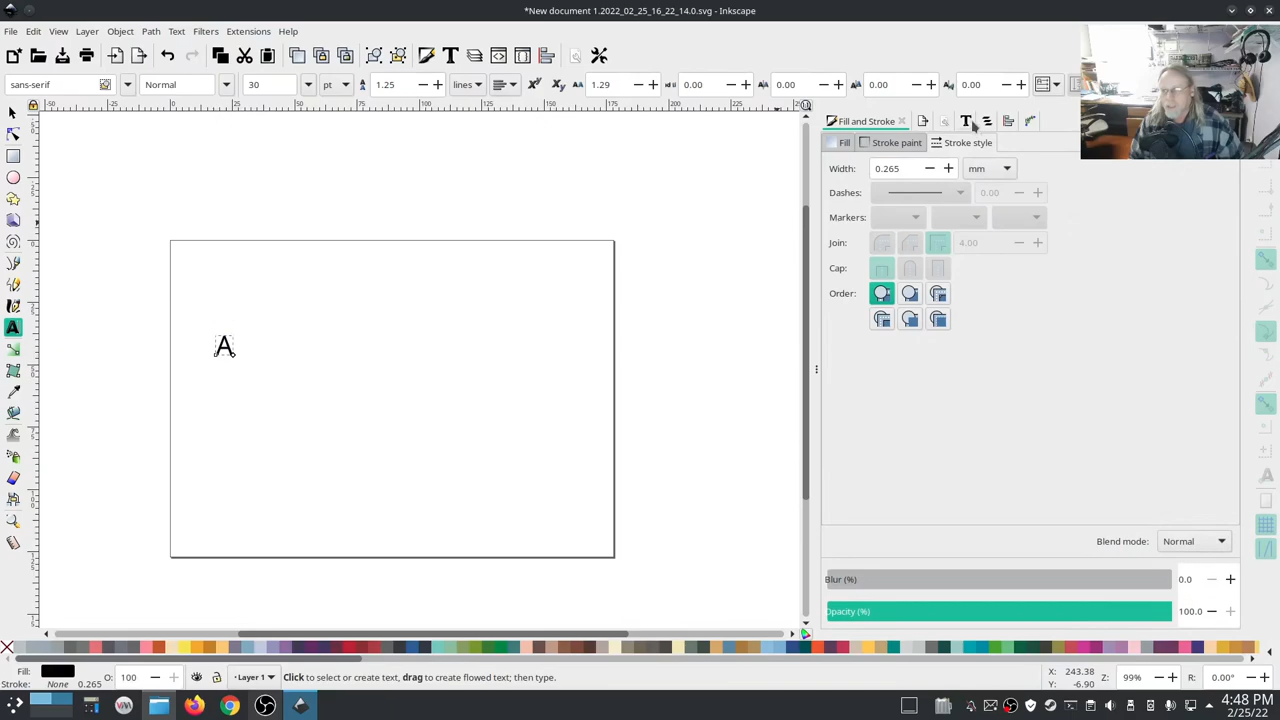 *New document 1.2022_02_25_16_22_14.0.svg - Inkscape
File Edit View Layer Object Path Text Filters Extensions Help
sans-serif Normal 30 pt 1.25 lines 1.29 0.00 0.00 0.00 0.00
Fill and Stroke
Fill Stroke paint Stroke style
Width: 0.265 mm
Dashes: 0.00
Markers:
Join: 4.00
Cap:
Order:
A
Blend mode: Normal
Blur (%) 0.0
Opacity (%) 100.0
Fill: O: 100 Layer 1 Click to select or create text, drag to create flowed text; then type. X: 243.38 Z: 99% R: 0.00°
Stroke: None 0.265 Y: -6.90
4:48 PM
2/25/22